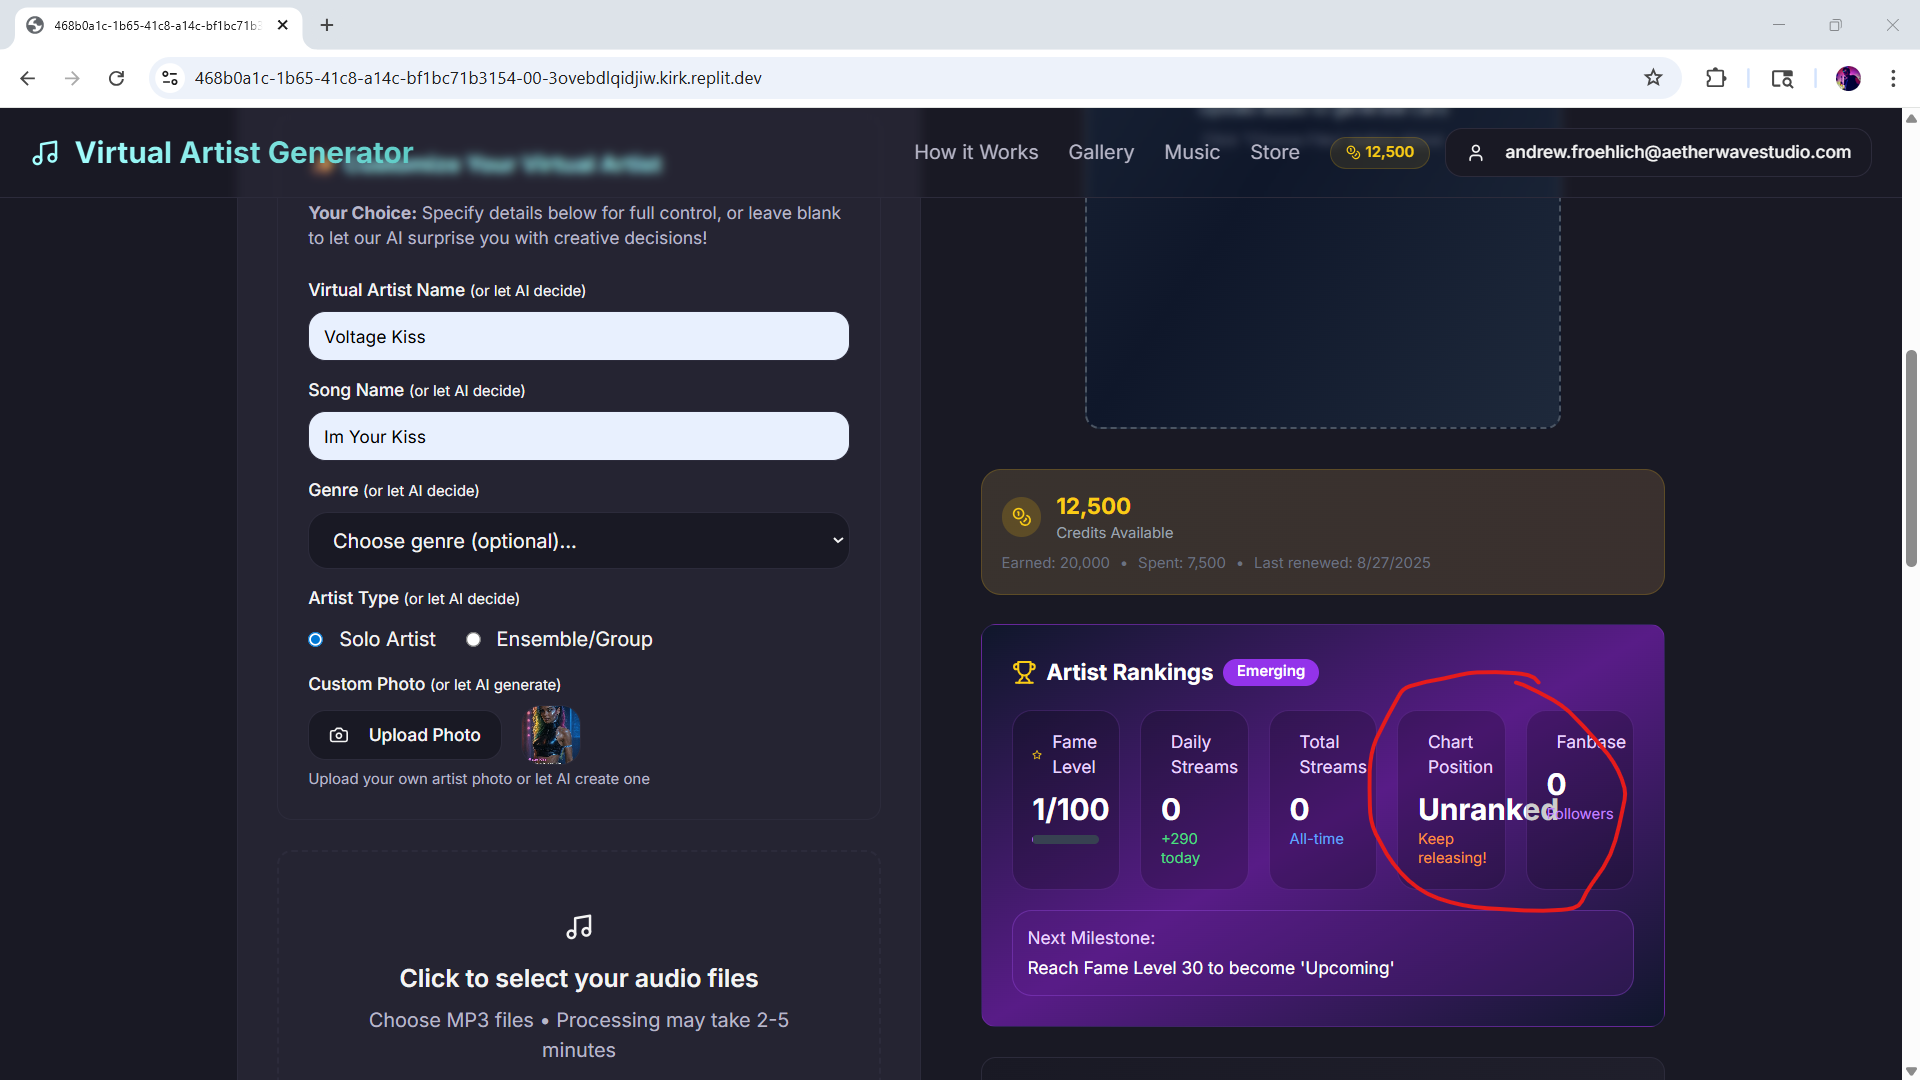 468b0a1c-1b65-41c8-a14c-bf1bc71b3
468b0a1c-1b65-41c8-a14c-bf1bc71b3154-00-3ovebdlqidjiw.kirk.replit.dev
Virtual Artist Generator
How it Works
Gallery
Music
Store
12,500
andrew.froehlich@aetherwavestudio.com
Customize Your Virtual Artist
Your Choice: Specify details below for full control, or leave blank
to let our AI surprise you with creative decisions!
Virtual Artist Name (or let AI decide)
Voltage Kiss
Song Name (or let AI decide)
Im Your Kiss
Genre (or let AI decide)
Choose genre (optional)...
Artist Type (or let AI decide)
Solo Artist
Ensemble/Group
Custom Photo (or let AI generate)
Upload Photo
Upload your own artist photo or let AI create one
Click to select your audio files
Choose MP3 files • Processing may take 2-5
minutes
12,500
Credits Available
Earned: 20,000 • Spent: 7,500 • Last renewed: 8/27/2025
Artist Rankings
Emerging
Fame
Level
1/100
Daily
Streams
0
+290
today
Total
Streams
0
All-time
Chart
Position
Unranked
Keep
releasing!
Fanbase
0
Followers
Next Milestone:
Reach Fame Level 30 to become 'Upcoming'